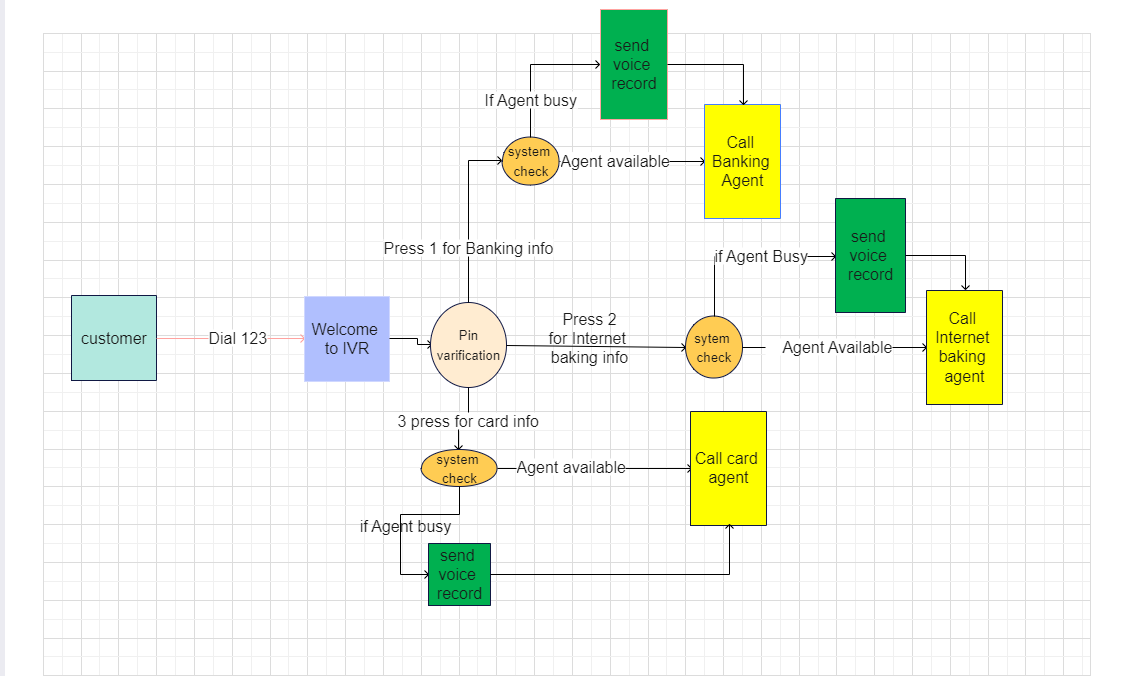 send
voice
record
If Agent busy
system
check
Agent available
Call
Banking
Agent
Press 1 for Banking info
send
voice
record
if Agent Busy
customer
Dial 123
Welcome
to IVR
Pin
varification
Press 2
for Internet
baking info
sytem
check
Agent Available
Call
Internet
baking
agent
3 press for card info
system
check
Agent available
Call card
agent
if Agent busy
send
voice
record